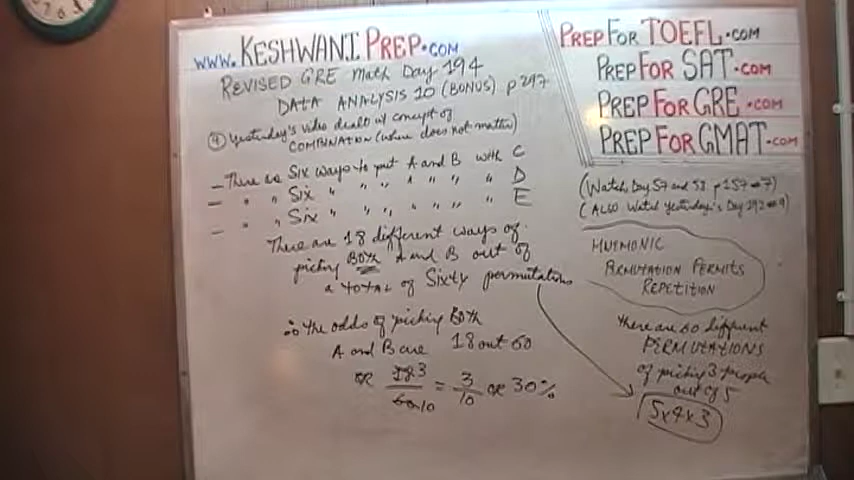 www.KESHWANIPREP.COM
REVISED GRE Math Day 194
DATA ANALYSIS 10 (BONUS) p 297
④ Yesterday's video dealt w/ concept of
COMBINATION (where does not matter)
– There is Six ways to put A and B with C
– " " Six " " " " " " D
– " " Six " " " " " " E
There are 18 different ways of
picking BOTH A and B out of
a TOTAL of Sixty permutations
∴ The odds of picking BOTH
A and B are 18 out 60
OR 18 3 / 60 10 = 3/10 or 30%
PREPFORTOEFL.COM
PREPFORSAT.COM
PREPFORGRE.COM
PREPFORGMAT.COM
(Watch Day 57 and 58 p 157 #7)
(ALSO Watch Yesterday's Day 192 #9)
MNEMONIC
PERMUTATION PERMITS
REPETITION
there are 60 different
PERMUTATIONS
of picking 3 people
out of 5
5x4x3